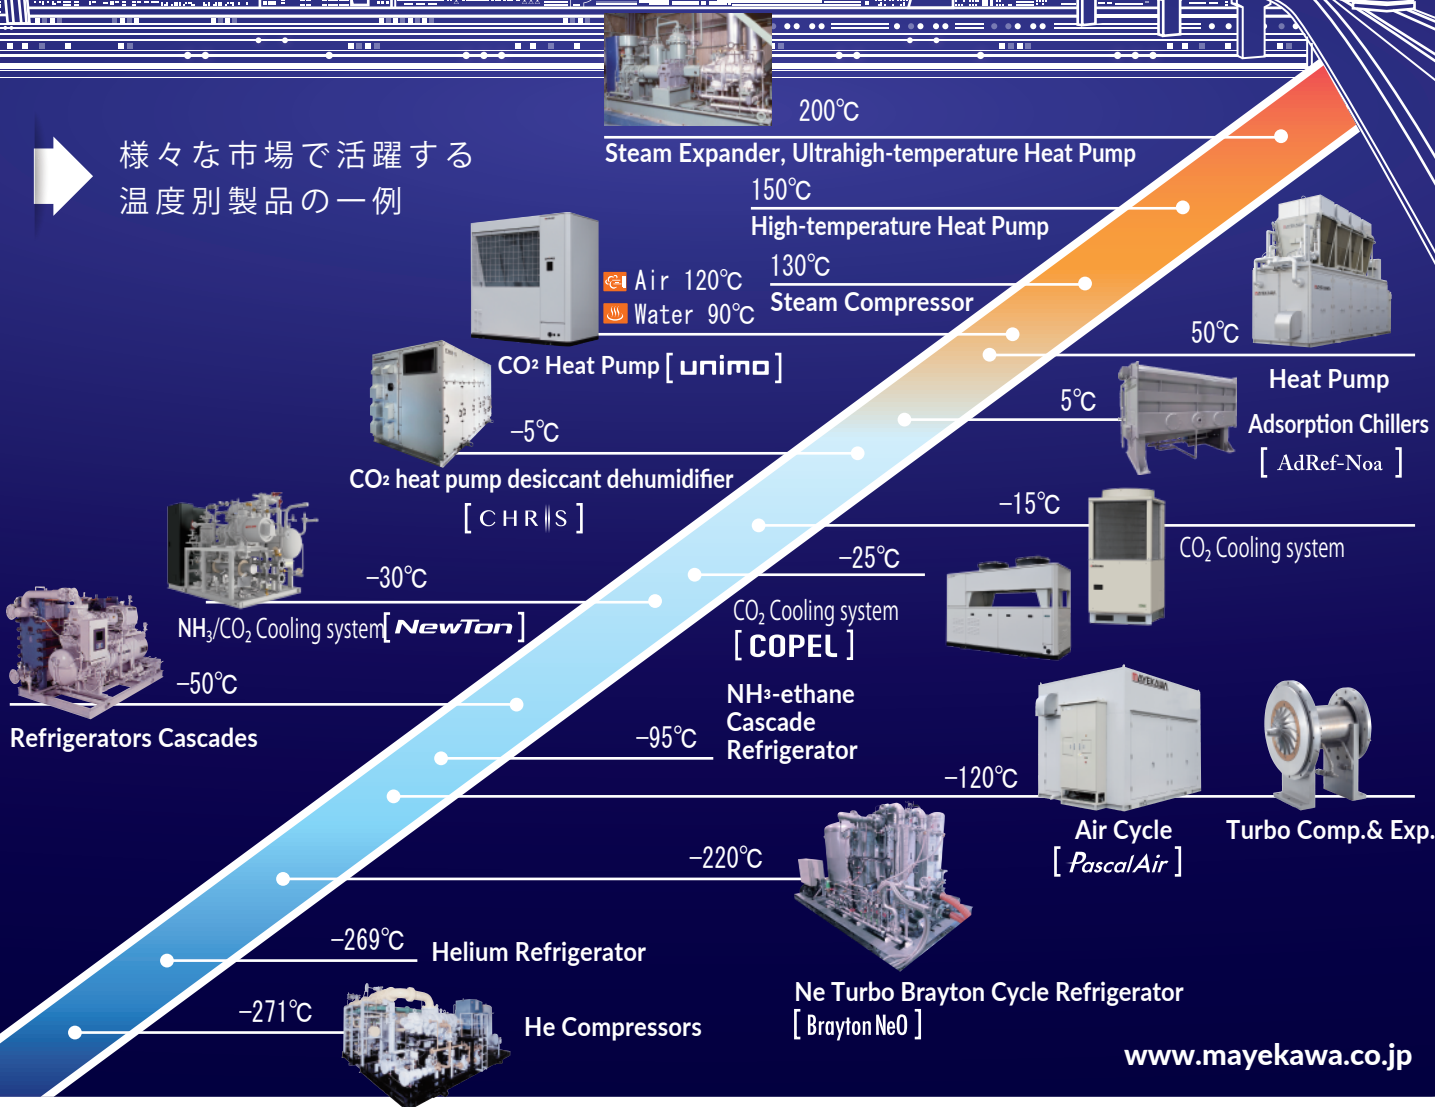 様々な市場で活躍する
温度別製品の一例
200℃
Steam Expander, Ultrahigh-temperature Heat Pump
150℃
High-temperature Heat Pump
130℃
Steam Compressor
Air 120℃
Water 90℃
CO2 Heat Pump [unimo]
50℃
Heat Pump
5℃
Adsorption Chillers
[AdRef-Noa]
−5℃
CO2 heat pump desiccant dehumidifier
[CHRIS]
−15℃
CO2 Cooling system
−25℃
CO2 Cooling system
[COPEL]
−30℃
NH3/CO2 Cooling system[NewTon]
−50℃
Refrigerators Cascades
−95℃
NH3-ethane
Cascade
Refrigerator
−120℃
MAYEKAWA
Air Cycle
[PascalAir]
Turbo Comp.& Exp.
−220℃
Ne Turbo Brayton Cycle Refrigerator
[Brayton NeO]
−269℃
Helium Refrigerator
−271℃
He Compressors
www.mayekawa.co.jp